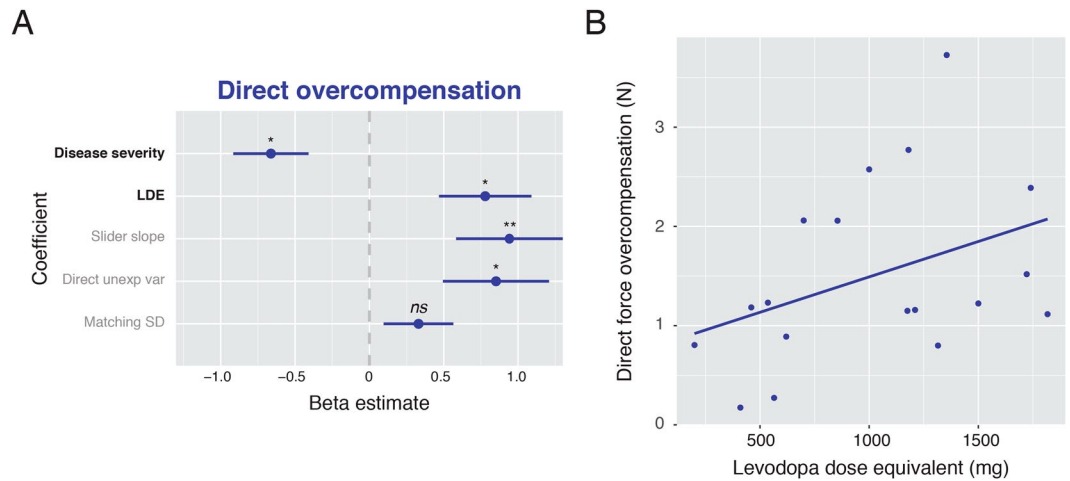 A
Direct overcompensation
Coefficient
Disease severity
*
LDE
*
Slider slope
**
Direct unexp var
*
Matching SD
ns
−1.0
−0.5
0
0.5
1.0
Beta estimate
B
Direct force overcompensation (N)
3
2
1
0
500
1000
1500
Levodopa dose equivalent (mg)